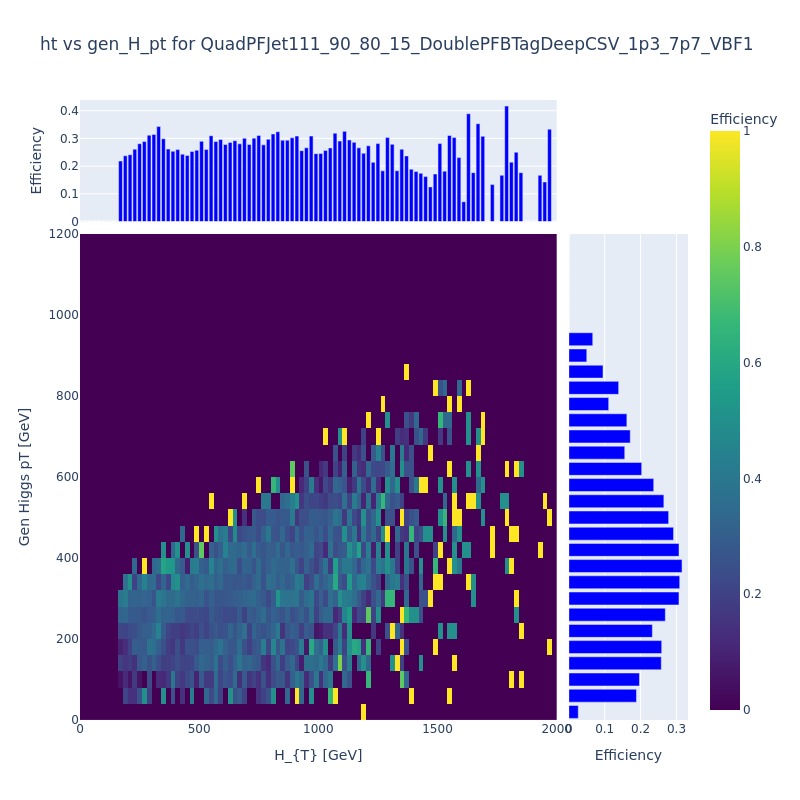 ht vs gen_H_pt for QuadPFJet111_90_80_15_DoublePFBTagDeepCSV_1p3_7p7_VBF1
Efficiency
0.4
0.3
0.2
0.1
0
Efficiency
1
0.8
0.6
0.4
0.2
0
Gen Higgs pT [GeV]
1200
1000
800
600
400
200
0
0 500 1000 1500 2000
H_{T} [GeV]
0 0.1 0.2 0.3
Efficiency